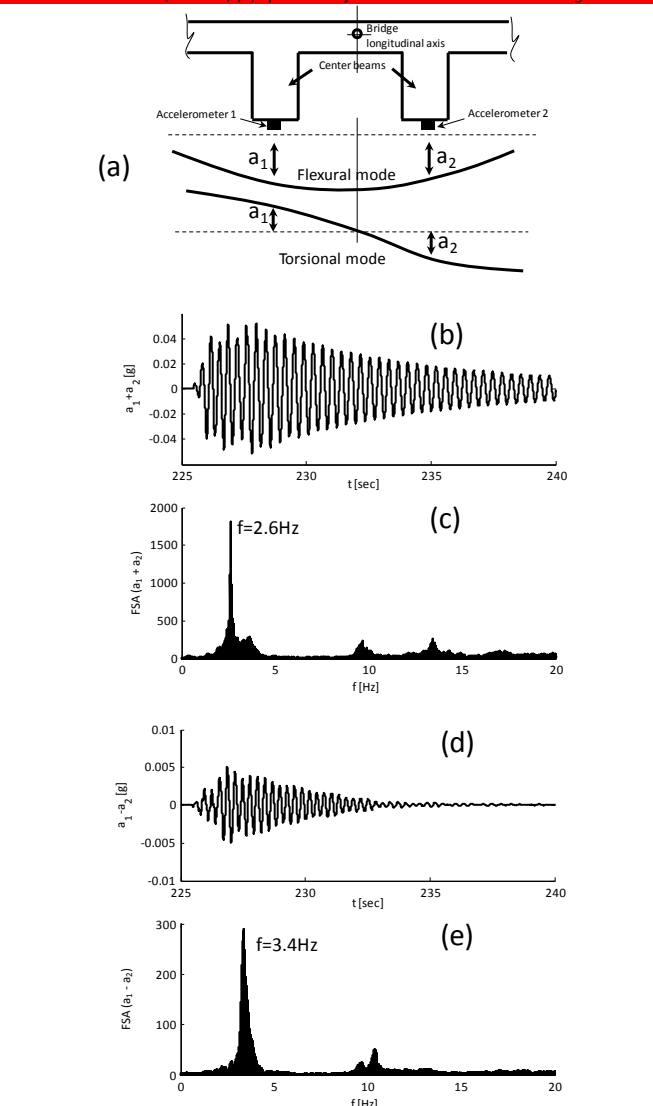 Bridge
longitudinal axis
Center beams
Accelerometer 1
Accelerometer 2
(a)
a1
a2
Flexural mode
a1
a2
Torsional mode
(b)
a1+a2 [g]
0.04
0.02
0
-0.02
-0.04
225 230 235 240
t [sec]
(c)
FSA (a1 + a2)
2000
1500
1000
500
0
f=2.6Hz
0 5 10 15 20
f [Hz]
(d)
a1-a2 [g]
0.01
0.005
0
-0.005
-0.01
225 230 235 240
t [sec]
(e)
FSA (a1 - a2)
300
200
100
0
f=3.4Hz
0 5 10 15 20
f [Hz]